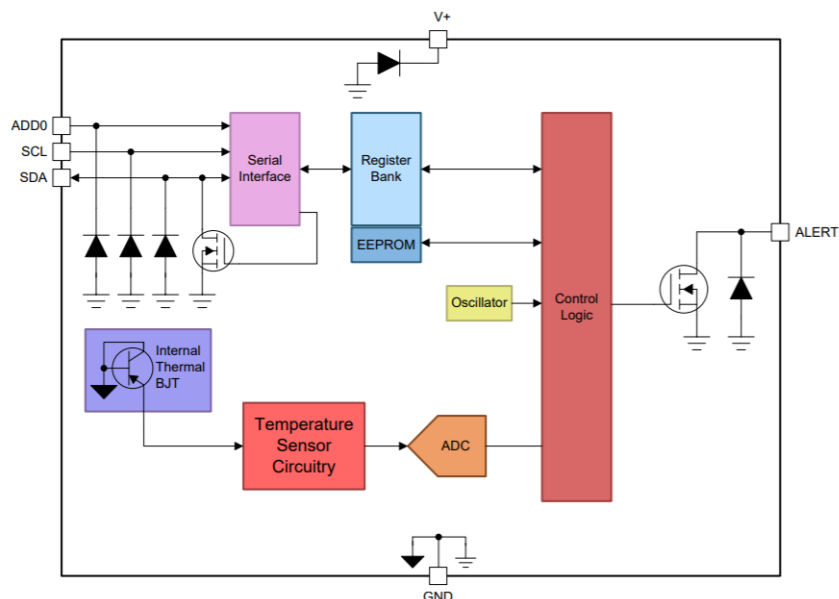 V+
ADD0
SCL
SDA
Serial
Interface
Register
Bank
EEPROM
ALERT
Oscillator
Control
Logic
Internal
Thermal
BJT
Temperature
Sensor
Circuitry
ADC
GND